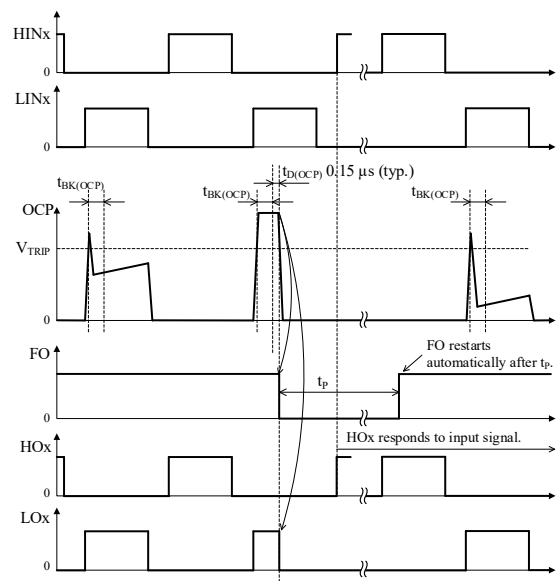 HINx
0
LINx
0
tD(OCP) 0.15 µs (typ.)
tBK(OCP)
tBK(OCP)
tBK(OCP)
OCP
VTRIP
0
FO
FO restarts
automatically after tP.
tP
0
HOx
HOx responds to input signal.
0
LOx
0